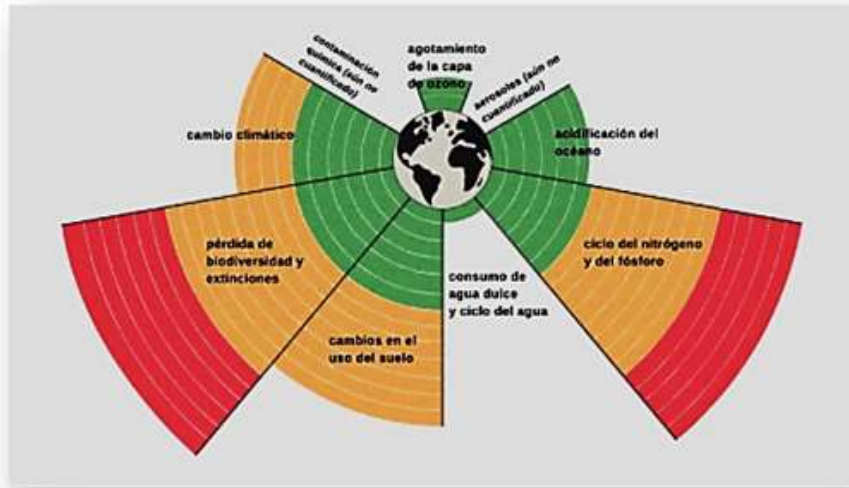 contaminación
química (aún no
cuantificado)
agotamiento
de la capa
de ozono
aerosoles (aún no
cuantificado)
cambio climático
acidificación del
océano
pérdida de
biodiversidad y
extinciones
ciclo del nitrógeno
y del fósforo
consumo de
agua dulce
y ciclo del agua
cambios en el
uso del suelo